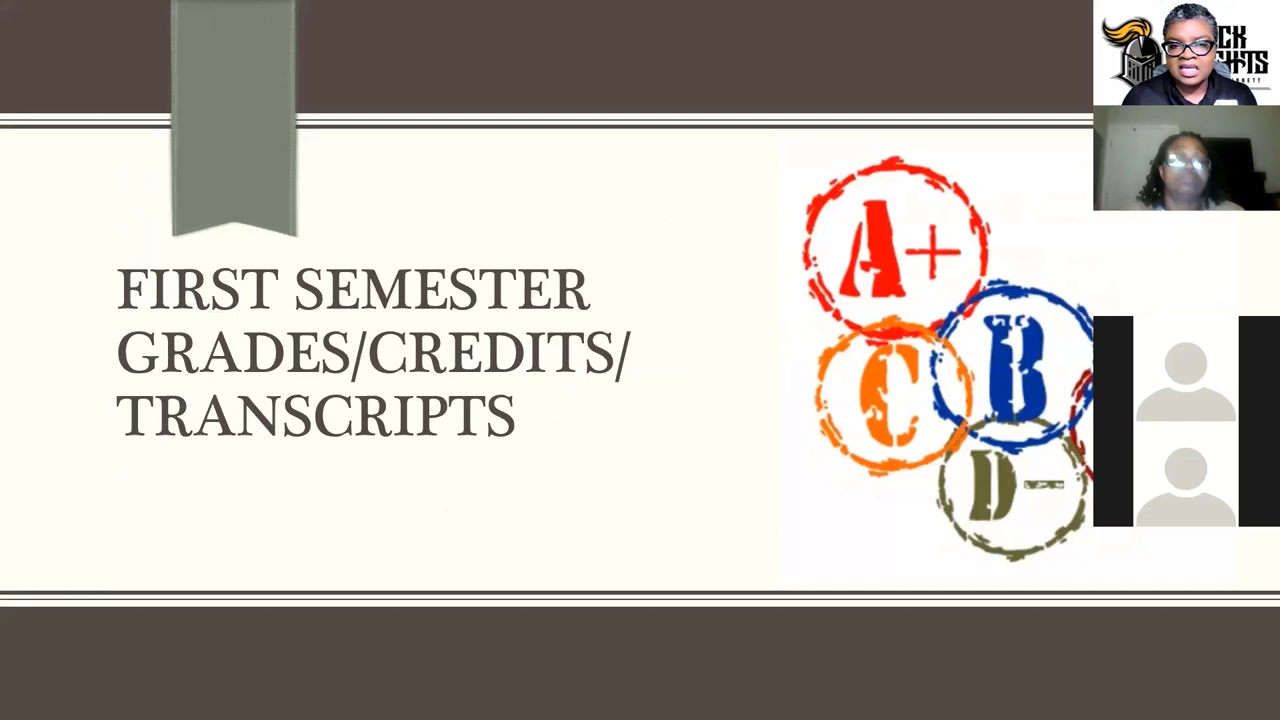 FIRST SEMESTER
GRADES/CREDITS/
TRANSCRIPTS
A+
B
C
D-